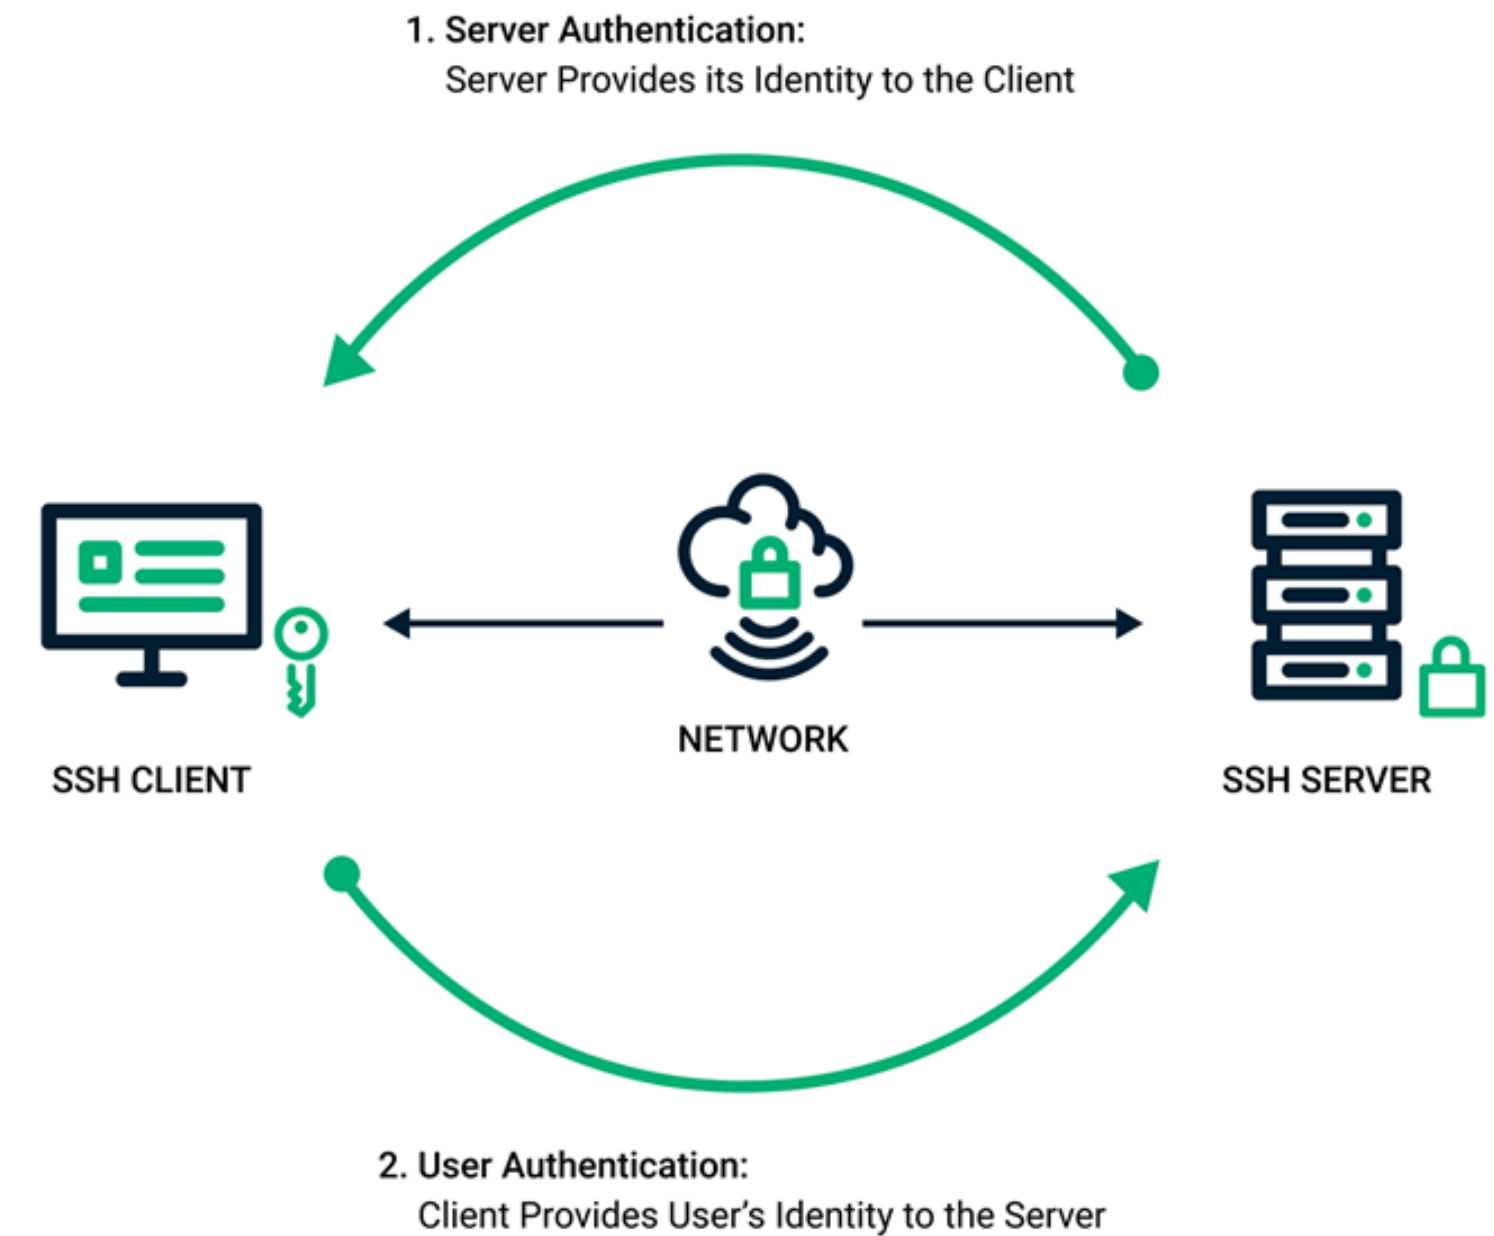 1. Server Authentication:
Server Provides its Identity to the Client
NETWORK
SSH CLIENT
SSH SERVER
2. User Authentication:
Client Provides User’s Identity to the Server